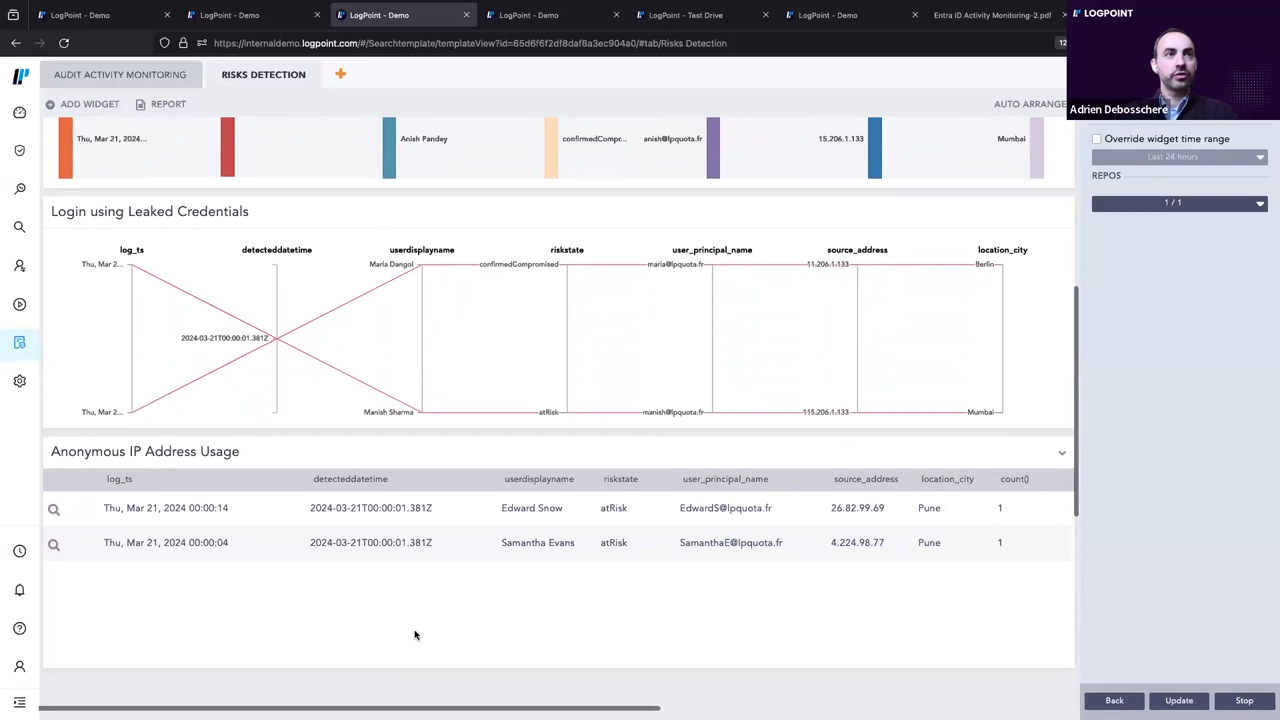 LogPoint - Demo
LogPoint - Demo
LogPoint - Demo
LogPoint - Demo
LogPoint - Test Drive
LogPoint - Demo
Entra ID Activity Monitoring-2.pdf
https://internaldemo.logpoint.com/#/Searchtemplate/templateView?id=65d6f6f2df8daf8a3ec904a0/#tab/Risks Detection
LOGPOINT
Adrien Debosschere
AUDIT ACTIVITY MONITORING
RISKS DETECTION
ADD WIDGET
REPORT
AUTO ARRANGE
Thu, Mar 21, 2024...
Anish Pandey
confirmedCompr...
anish@lpquota.fr
15.206.1.133
Mumbai
Override widget time range
Last 24 hours
REPOS
1 / 1
Login using Leaked Credentials
log_ts detecteddatetime userdisplayname riskstate user_principal_name source_address location_city
Thu, Mar 2... Maria Dangol confirmedCompromised maria@lpquota.fr 11.206.1.133 Berlin
2024-03-21T00:00:01.381Z
Thu, Mar 2... Manish Sharma atRisk manish@lpquota.fr 115.206.1.133 Mumbai
Anonymous IP Address Usage
log_ts detecteddatetime userdisplayname riskstate user_principal_name source_address location_city count()
Thu, Mar 21, 2024 00:00:14 2024-03-21T00:00:01.381Z Edward Snow atRisk EdwardS@lpquota.fr 26.82.99.69 Pune 1
Thu, Mar 21, 2024 00:00:04 2024-03-21T00:00:01.381Z Samantha Evans atRisk SamanthaE@lpquota.fr 4.224.98.77 Pune 1
Back
Update
Stop